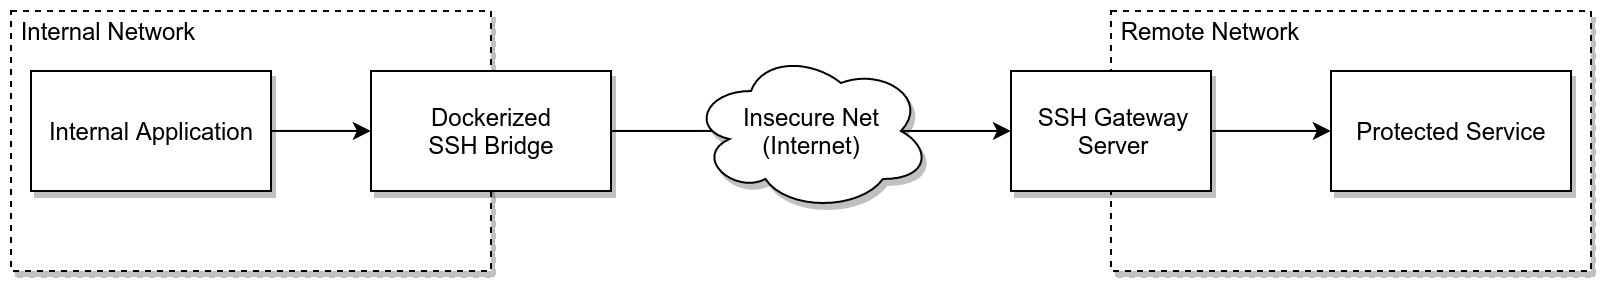 Internal Network
Remote Network
Internal Application
Dockerized
SSH Bridge
Insecure Net
(Internet)
SSH Gateway
Server
Protected Service